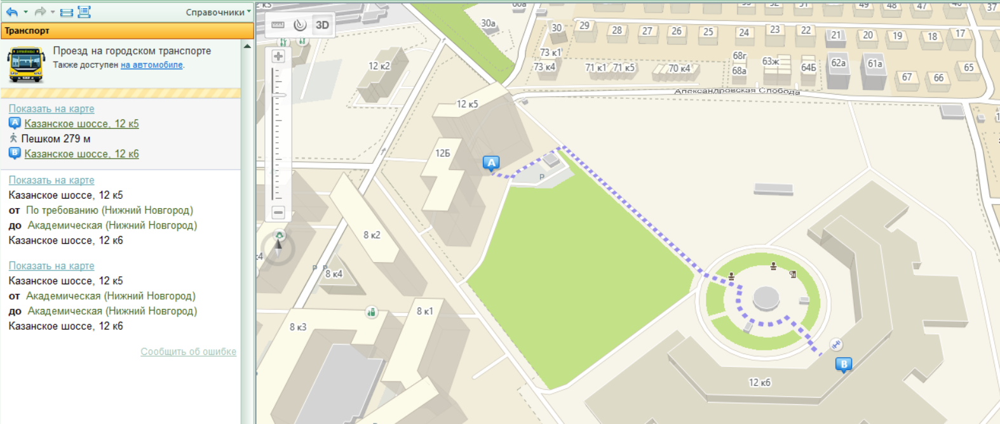 Справочники
Транспорт
Проезд на городском транспорте
Также доступен на автомобиле.
Показать на карте
A Казанское шоссе, 12 к5
Пешком 279 м
B Казанское шоссе, 12 к6
Показать на карте
Казанское шоссе, 12 к5
от По требованию (Нижний Новгород)
до Академическая (Нижний Новгород)
Казанское шоссе, 12 к6
Показать на карте
Казанское шоссе, 12 к5
от Академическая (Нижний Новгород)
до Академическая (Нижний Новгород)
Казанское шоссе, 12 к6
Сообщить об ошибке
3D
30а
30
29
28
27
26
25
24
23
22
21
20
19
18
17
49
48
47
37
73 к1
73 к4
71 к1
71 к5
70 к4
68г
68а
63ж
64Б
62а
61а
67
66
65
Александровская Слобода
12 к2
12 к5
12Б
A
P
8 к2
P
P
8 к4
8 к1
8 к3
B
12 к6